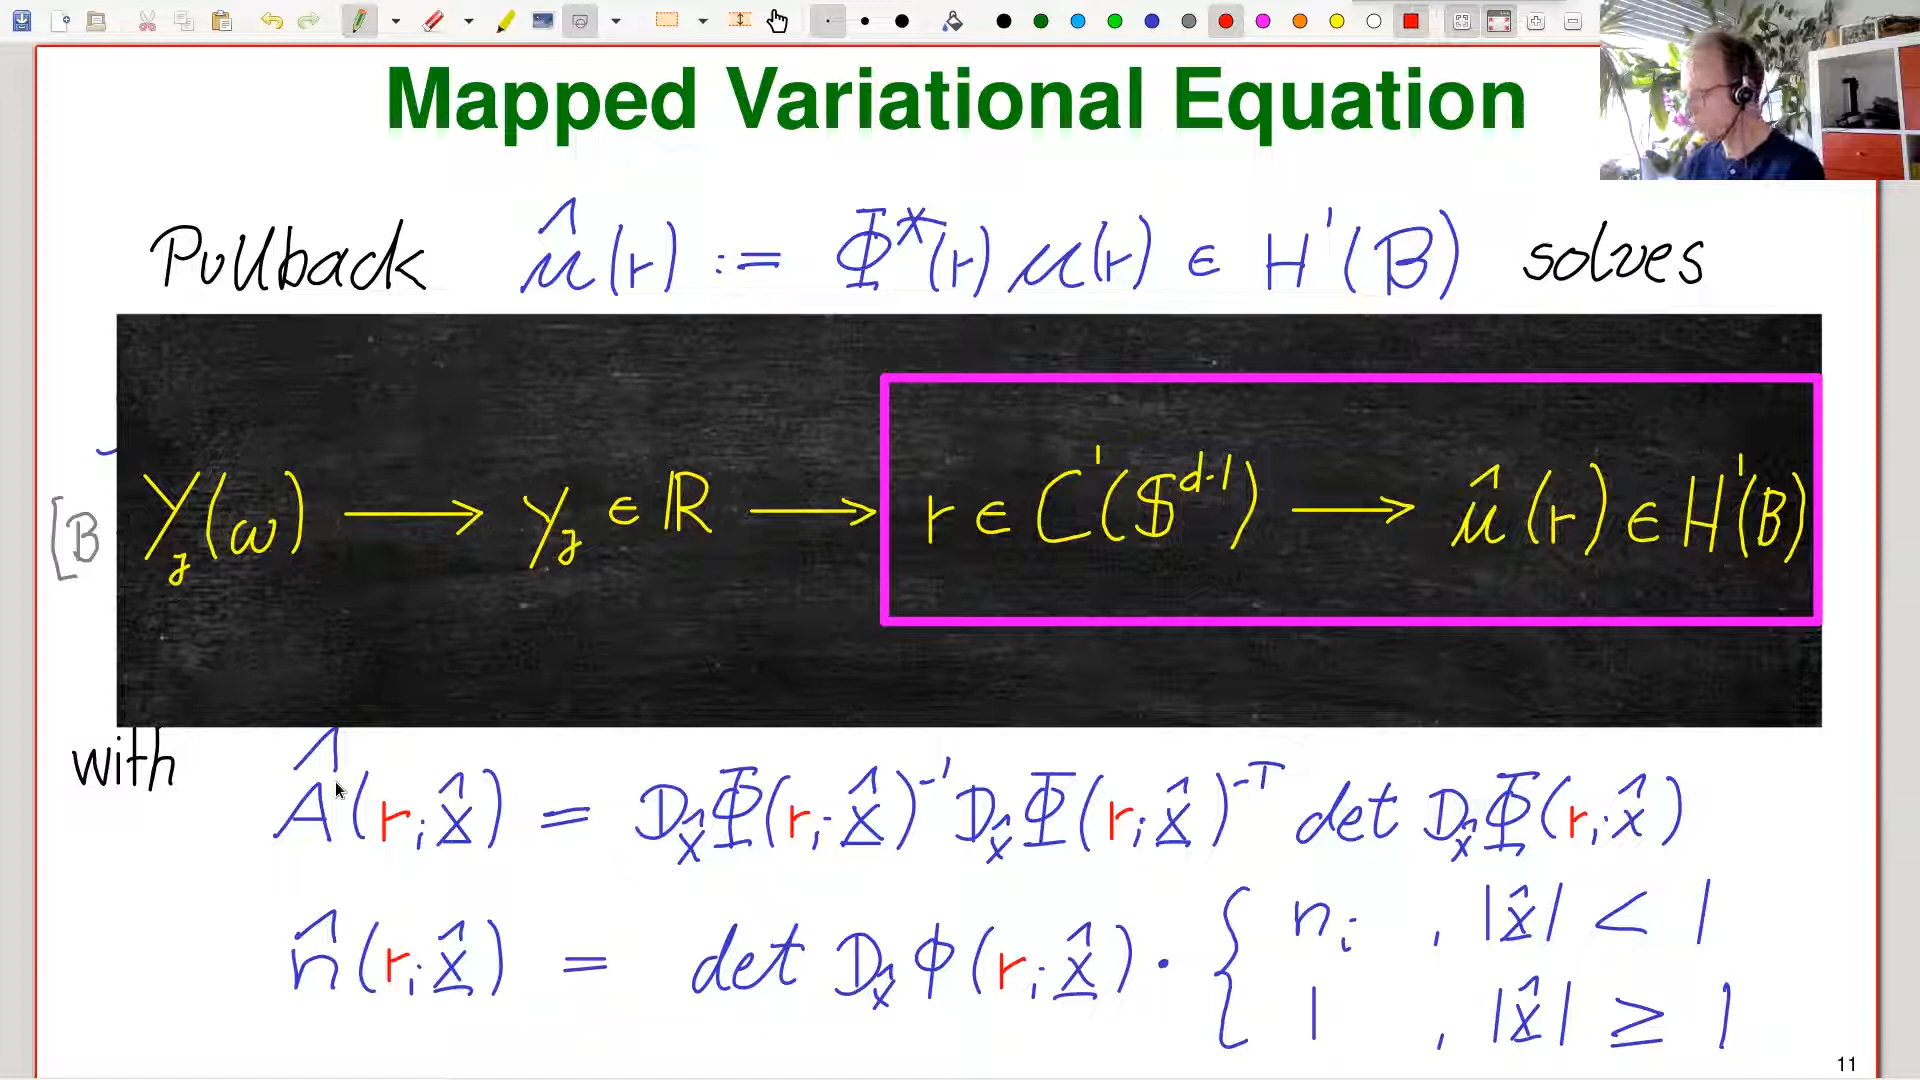 Mapped Variational Equation
Pullback û(r) := Φ*(r) u(r) ∈ H¹(B) solves
[B
Y_j(ω) ⟶ y_j ∈ ℝ ⟶ r ∈ C¹(𝕊^{d-1}) ⟶ û(r) ∈ H¹(B)
with
Â(r; x̂) = D_x̂ Φ(r; x̂)^{-1} D_x̂ Φ(r; x̂)^{-T} det D_x̂ Φ(r; x̂)
n̂(r; x̂) = det D_x̂ ϕ(r; x̂) · { n_i , |x̂| < 1
1 , |x̂| ≥ 1
11